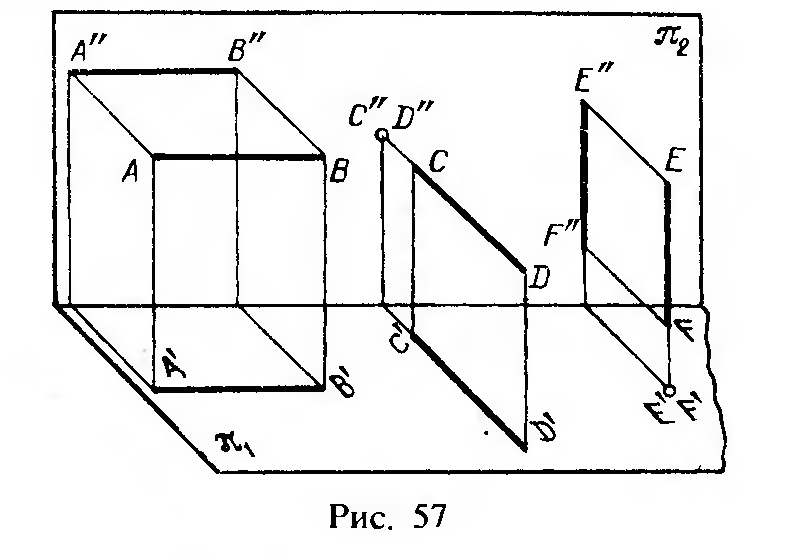 A″ B″ π₂
E″
C″ D″
A B C E
F″
D
F
C′
A′ B′ E′ F′
D′
π₁
Рис. 57